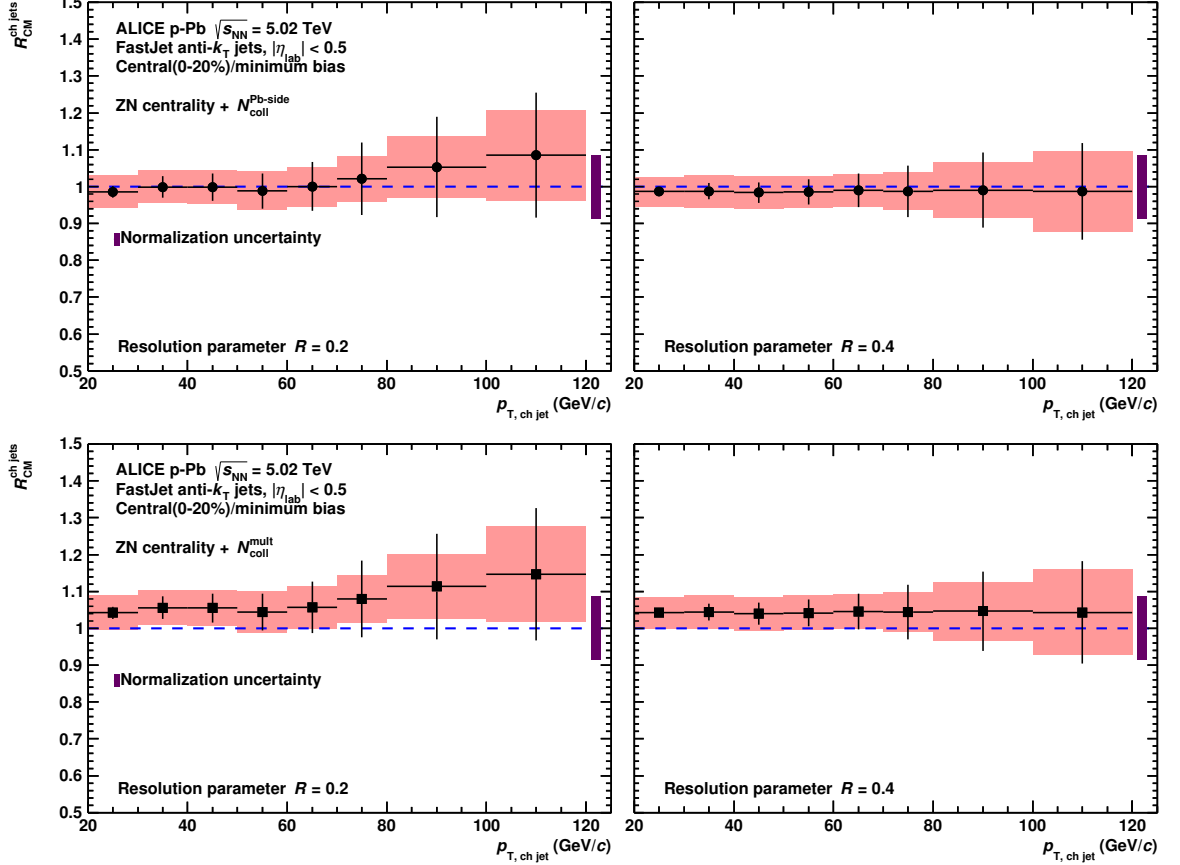 R_CM^ch jets
1.5
1.4
1.3
1.2
1.1
1
0.9
0.8
0.7
0.6
0.5
ALICE p-Pb √s_NN = 5.02 TeV
FastJet anti-k_T jets, |η_lab| < 0.5
Central(0-20%)/minimum bias
ZN centrality + N_coll^Pb-side
Normalization uncertainty
Resolution parameter R = 0.2
20 40 60 80 100 120
p_T, ch jet (GeV/c)
Resolution parameter R = 0.4
20 40 60 80 100 120
p_T, ch jet (GeV/c)
R_CM^ch jets
1.5
1.4
1.3
1.2
1.1
1
0.9
0.8
0.7
0.6
0.5
ALICE p-Pb √s_NN = 5.02 TeV
FastJet anti-k_T jets, |η_lab| < 0.5
Central(0-20%)/minimum bias
ZN centrality + N_coll^mult
Normalization uncertainty
Resolution parameter R = 0.2
20 40 60 80 100 120
p_T, ch jet (GeV/c)
Resolution parameter R = 0.4
20 40 60 80 100 120
p_T, ch jet (GeV/c)